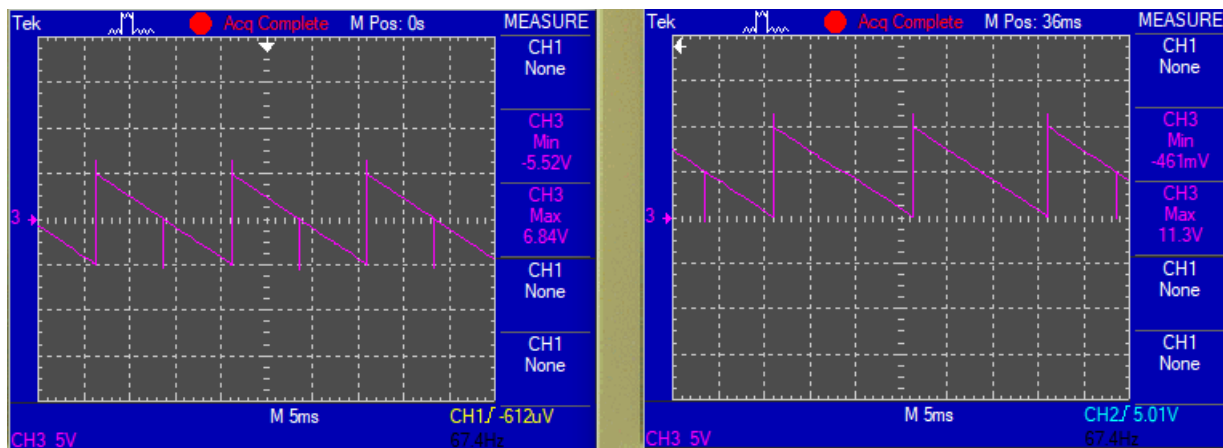 Tek Acq Complete M Pos: 0s MEASURE
CH1
None
CH3
Min
-5.52V
CH3
Max
6.84V
CH1
None
CH1
None
3
M 5ms CH1 -612uV
CH3 5V 67.4Hz
Tek Acq Complete M Pos: 36ms MEASURE
CH1
None
CH3
Min
-461mV
CH3
Max
11.3V
CH1
None
CH1
None
3
M 5ms CH2 5.01V
CH3 5V 67.4Hz